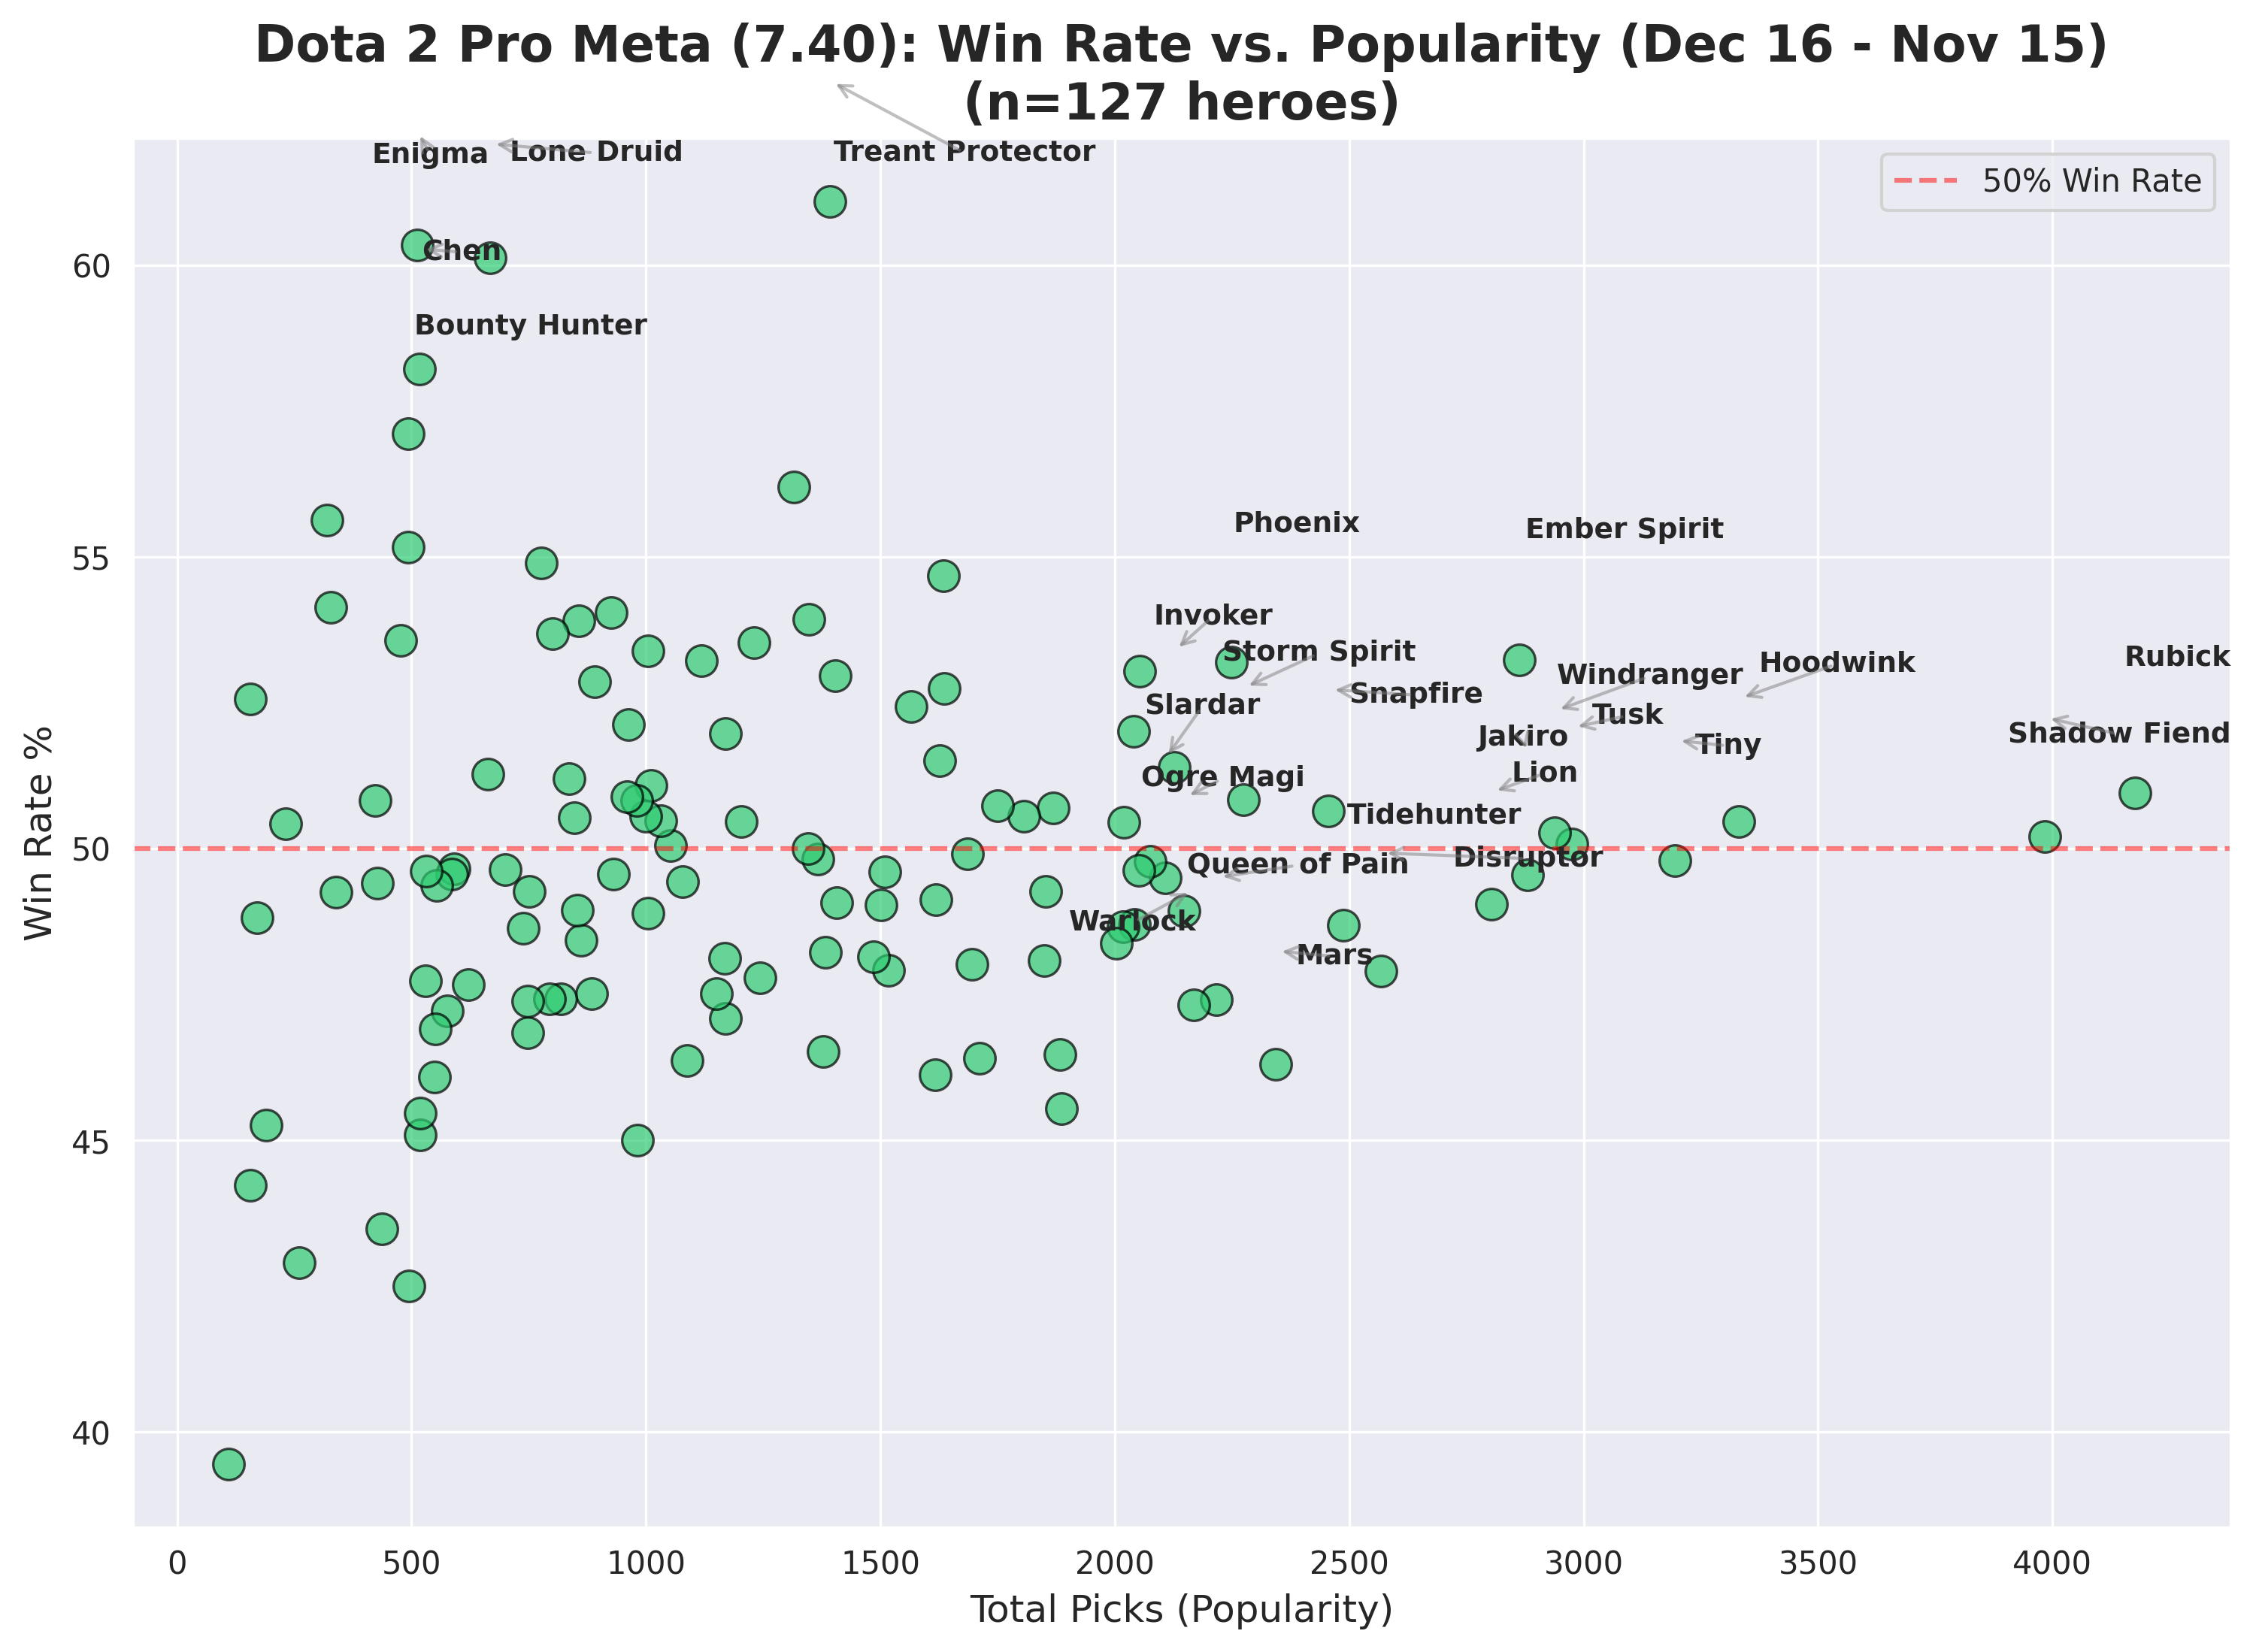 Dota 2 Pro Meta (7.40): Win Rate vs. Popularity (Dec 16 - Nov 15)
(n=127 heroes)
Enigma
Lone Druid
Treant Protector
50% Win Rate
Chen
Bounty Hunter
Phoenix
Ember Spirit
Invoker
Storm Spirit
Rubick
Hoodwink
Windranger
Snapfire
Slardar
Tusk
Shadow Fiend
Jakiro
Tiny
Lion
Ogre Magi
Tidehunter
Disruptor
Queen of Pain
Warlock
Mars
Win Rate %
60
55
50
45
40
0
500
1000
1500
2000
2500
3000
3500
4000
Total Picks (Popularity)